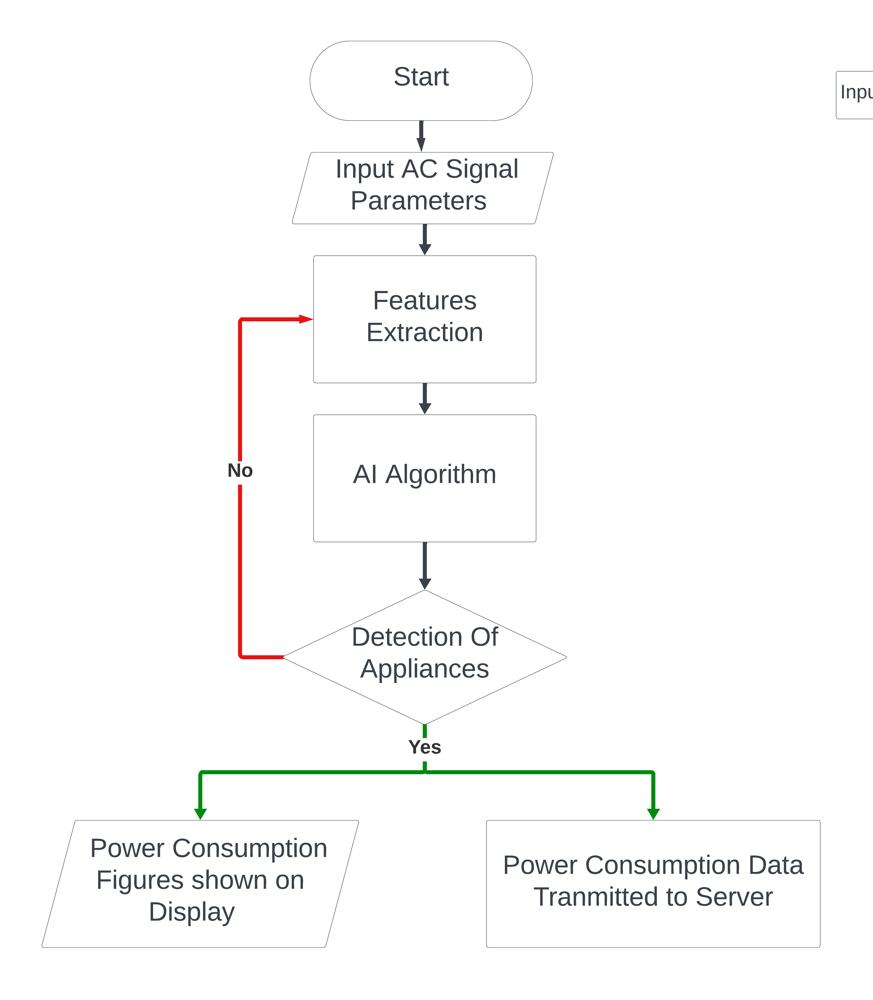 Start
Input AC Signal
Parameters
Features
Extraction
AI Algorithm
No
Detection Of
Appliances
Yes
Power Consumption
Figures shown on
Display
Power Consumption Data
Tranmitted to Server